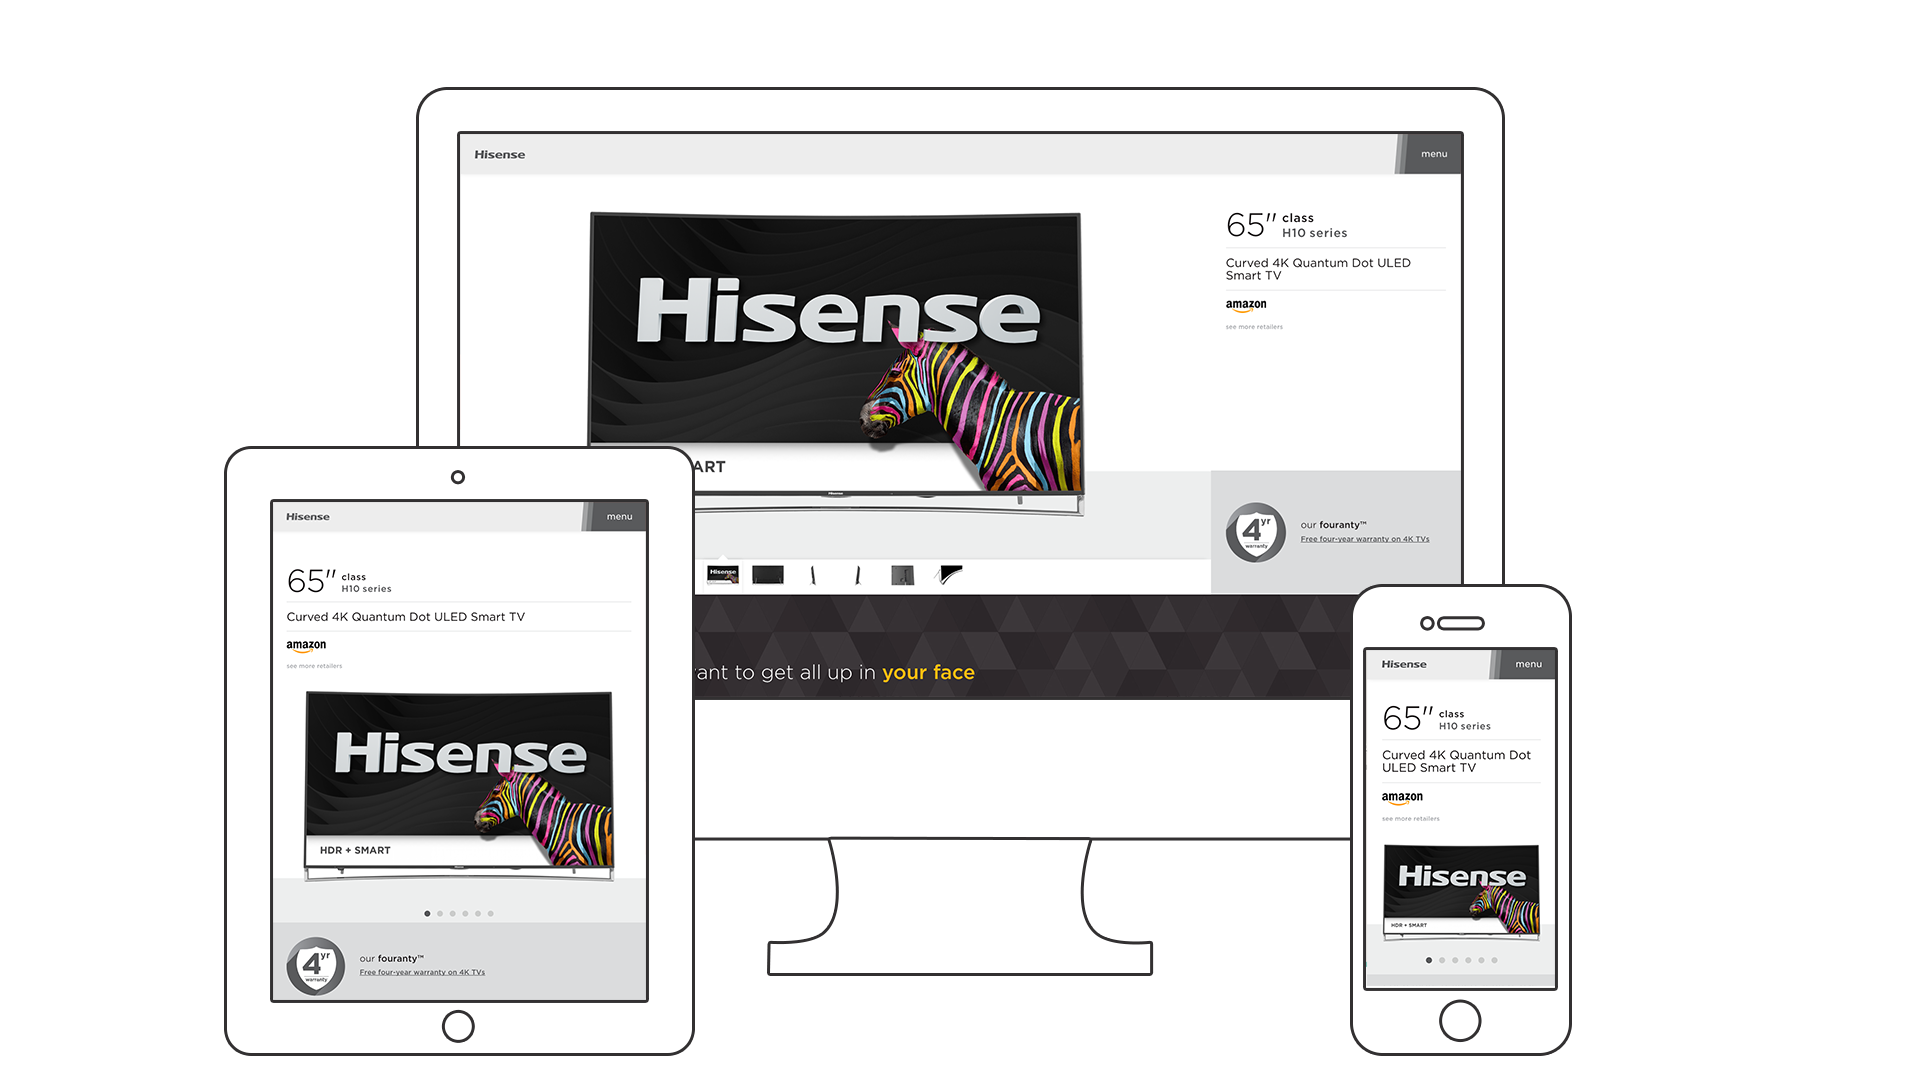 Hisense
menu
65" class
H10 series
Curved 4K Quantum Dot ULED
Smart TV
amazon
see more retailers
Hisense
ART
Hisense
4yr
warranty
our fouranty™
Free four-year warranty on 4K TVs
ant to get all up in your face
Hisense
menu
65" class
H10 series
Curved 4K Quantum Dot ULED Smart TV
amazon
see more retailers
Hisense
HDR + SMART
4yr
warranty
our fouranty™
Free four-year warranty on 4K TVs
Hisense
menu
65" class
H10 series
Curved 4K Quantum Dot
ULED Smart TV
amazon
see more retailers
Hisense
HDR + SMART